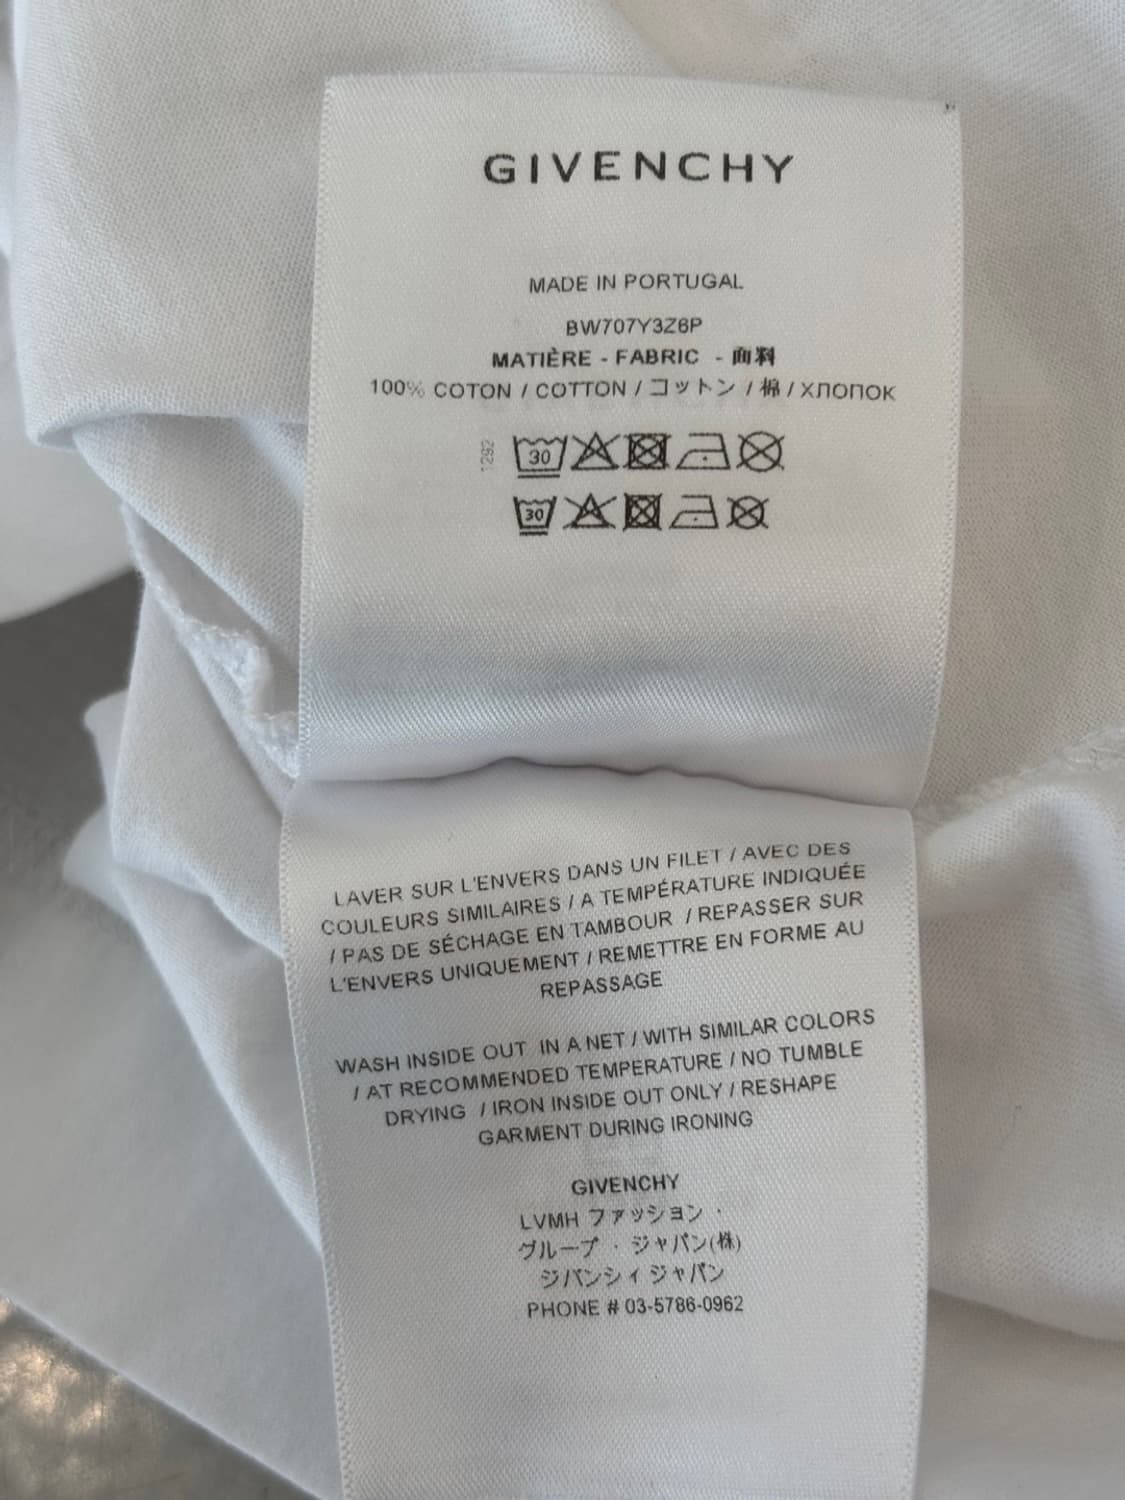 GIVENCHY
MADE IN PORTUGAL
BW707Y3Z6P
MATIÈRE - FABRIC - 面料
100% COTON / COTTON / コットン / 棉 / ХЛОПОК
1292
30
30
LAVER SUR L'ENVERS DANS UN FILET / AVEC DES
COULEURS SIMILAIRES / A TEMPÉRATURE INDIQUÉE
/ PAS DE SÉCHAGE EN TAMBOUR / REPASSER SUR
L'ENVERS UNIQUEMENT / REMETTRE EN FORME AU
REPASSAGE
WASH INSIDE OUT IN A NET / WITH SIMILAR COLORS
/ AT RECOMMENDED TEMPERATURE / NO TUMBLE
DRYING / IRON INSIDE OUT ONLY / RESHAPE
GARMENT DURING IRONING
GIVENCHY
LVMH ファッション ·
グループ · ジャパン(株)
ジバンシィ ジャパン
PHONE # 03-5786-0962